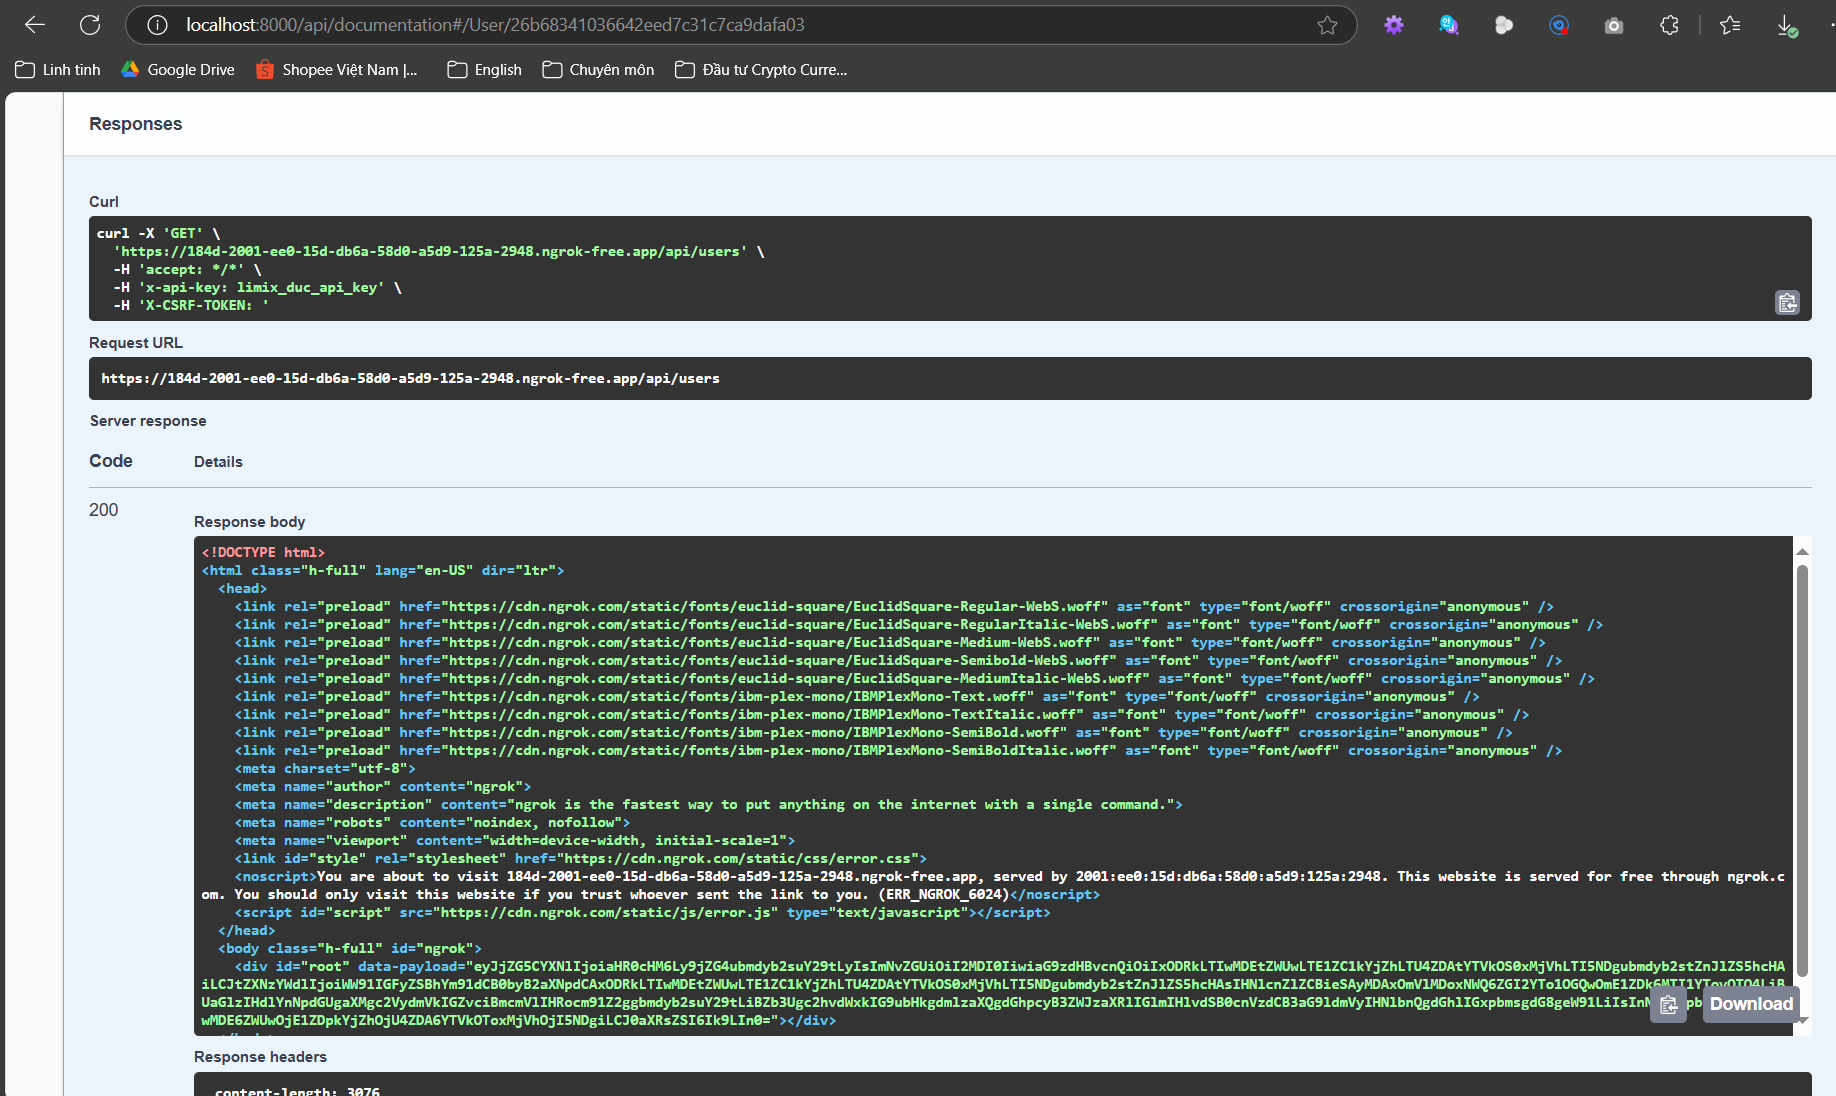 localhost:8000/api/documentation#/User/26b68341036642eed7c31c7ca9dafa03
Linh tinh
Google Drive
Shopee Việt Nam |...
English
Chuyên môn
Đầu tư Crypto Curre...
Responses
Curl
curl -X 'GET' \
'https://184d-2001-ee0-15d-db6a-58d0-a5d9-125a-2948.ngrok-free.app/api/users' \
-H 'accept: */*' \
-H 'x-api-key: limix_duc_api_key' \
-H 'X-CSRF-TOKEN: '
Request URL
https://184d-2001-ee0-15d-db6a-58d0-a5d9-125a-2948.ngrok-free.app/api/users
Server response
Code Details
200
Response body
<!DOCTYPE html>
<html class="h-full" lang="en-US" dir="ltr">
<head>
<link rel="preload" href="https://cdn.ngrok.com/static/fonts/euclid-square/EuclidSquare-Regular-WebS.woff" as="font" type="font/woff" crossorigin="anonymous" />
<link rel="preload" href="https://cdn.ngrok.com/static/fonts/euclid-square/EuclidSquare-RegularItalic-WebS.woff" as="font" type="font/woff" crossorigin="anonymous" />
<link rel="preload" href="https://cdn.ngrok.com/static/fonts/euclid-square/EuclidSquare-Medium-WebS.woff" as="font" type="font/woff" crossorigin="anonymous" />
<link rel="preload" href="https://cdn.ngrok.com/static/fonts/euclid-square/EuclidSquare-Semibold-WebS.woff" as="font" type="font/woff" crossorigin="anonymous" />
<link rel="preload" href="https://cdn.ngrok.com/static/fonts/euclid-square/EuclidSquare-MediumItalic-WebS.woff" as="font" type="font/woff" crossorigin="anonymous" />
<link rel="preload" href="https://cdn.ngrok.com/static/fonts/ibm-plex-mono/IBMPlexMono-Text.woff" as="font" type="font/woff" crossorigin="anonymous" />
<link rel="preload" href="https://cdn.ngrok.com/static/fonts/ibm-plex-mono/IBMPlexMono-TextItalic.woff" as="font" type="font/woff" crossorigin="anonymous" />
<link rel="preload" href="https://cdn.ngrok.com/static/fonts/ibm-plex-mono/IBMPlexMono-SemiBold.woff" as="font" type="font/woff" crossorigin="anonymous" />
<link rel="preload" href="https://cdn.ngrok.com/static/fonts/ibm-plex-mono/IBMPlexMono-SemiBoldItalic.woff" as="font" type="font/woff" crossorigin="anonymous" />
<meta charset="utf-8">
<meta name="author" content="ngrok">
<meta name="description" content="ngrok is the fastest way to put anything on the internet with a single command.">
<meta name="robots" content="noindex, nofollow">
<meta name="viewport" content="width=device-width, initial-scale=1">
<link id="style" rel="stylesheet" href="https://cdn.ngrok.com/static/css/error.css">
<noscript>You are about to visit 184d-2001-ee0-15d-db6a-58d0-a5d9-125a-2948.ngrok-free.app, served by 2001:ee0:15d:db6a:58d0:a5d9:125a:2948. This website is served for free through ngrok.c
om. You should only visit this website if you trust whoever sent the link to you. (ERR_NGROK_6024)</noscript>
<script id="script" src="https://cdn.ngrok.com/static/js/error.js" type="text/javascript"></script>
</head>
<body class="h-full" id="ngrok">
<div id="root" data-payload="
"></div>
Download
Response headers
content-length: 3076